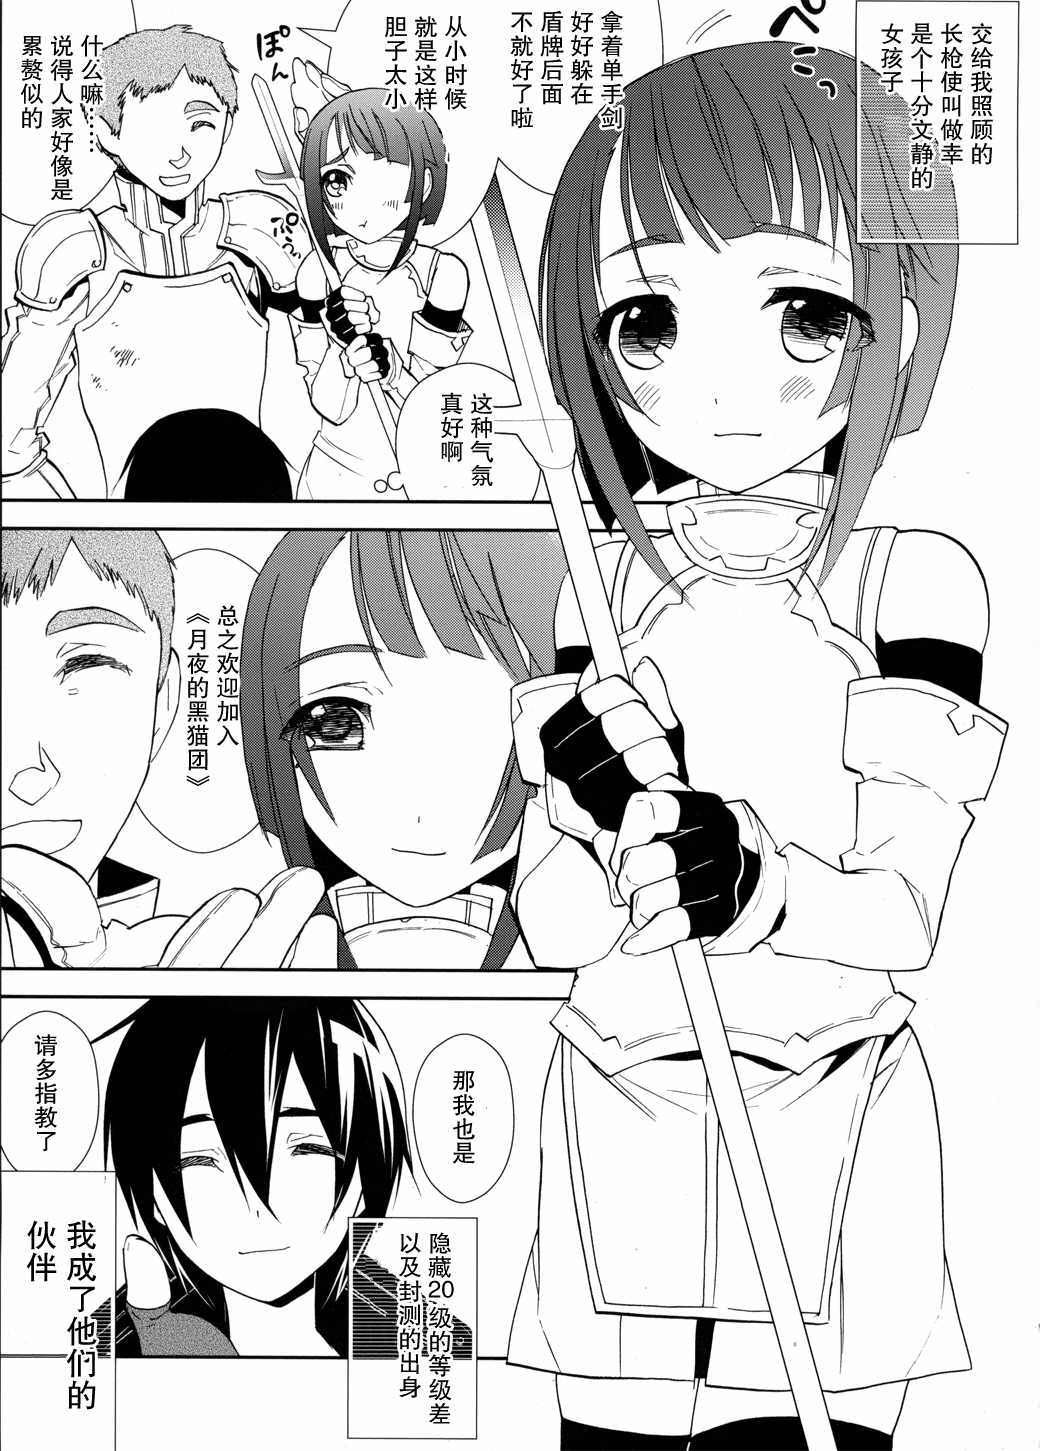 交给我照顾的
长枪使叫做幸
是个十分文静的
女孩子
ペこ
拿着单手剑
好好躲在
盾牌后面
不就好了啦
从小时候
就是这样
胆子太小
ぽん
什么嘛……
说得人家好像是
累赘似的
ぷぅ
这种气氛
真好啊
总之欢迎加入
《月夜的黑猫团》
那我也是
请多指教了
隐藏20级的等级差
以及封测的出身
我成了他们的
伙伴